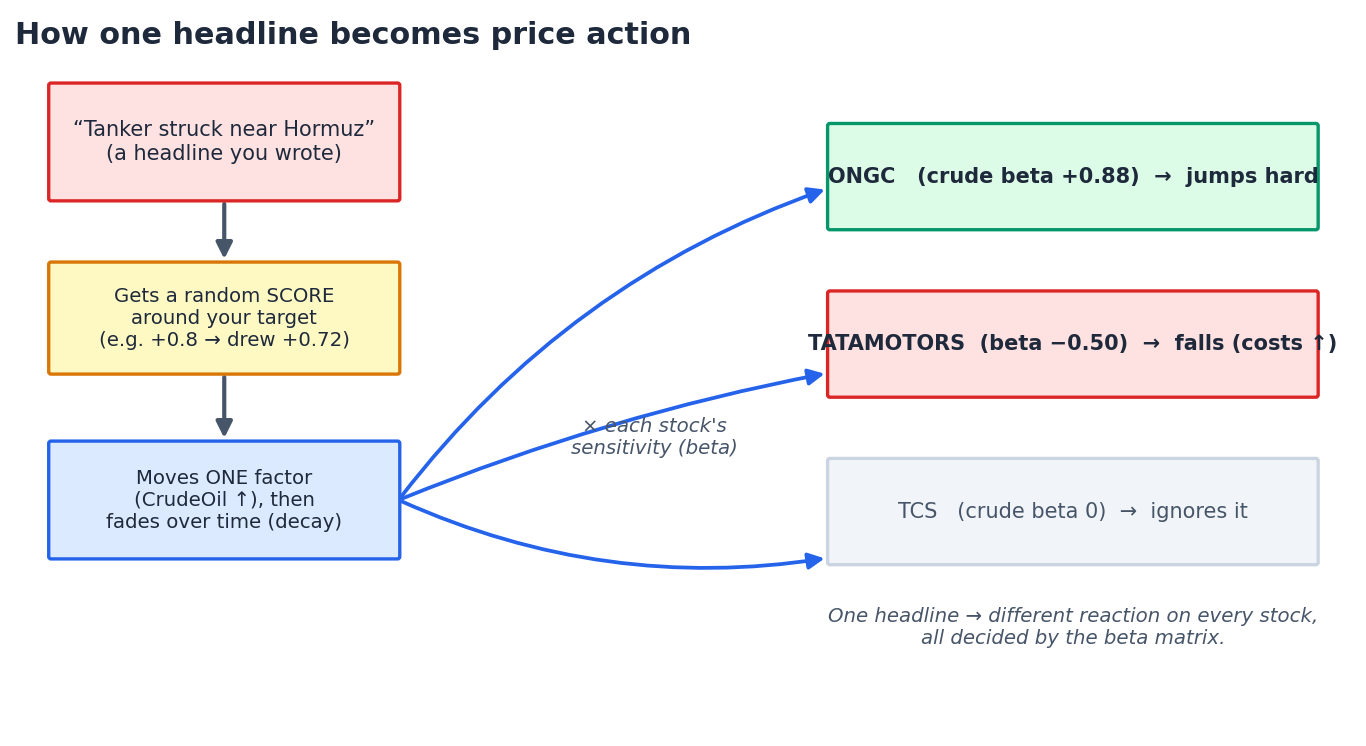 How one headline becomes price action
“Tanker struck near Hormuz”
(a headline you wrote)
Gets a random SCORE
around your target
(e.g. +0.8 → drew +0.72)
Moves ONE factor
(CrudeOil ↑), then
fades over time (decay)
× each stock's
sensitivity (beta)
ONGC   (crude beta +0.88)  →  jumps hard
TATAMOTORS  (beta −0.50)  →  falls (costs ↑)
TCS   (crude beta 0)  →  ignores it
One headline → different reaction on every stock,
all decided by the beta matrix.